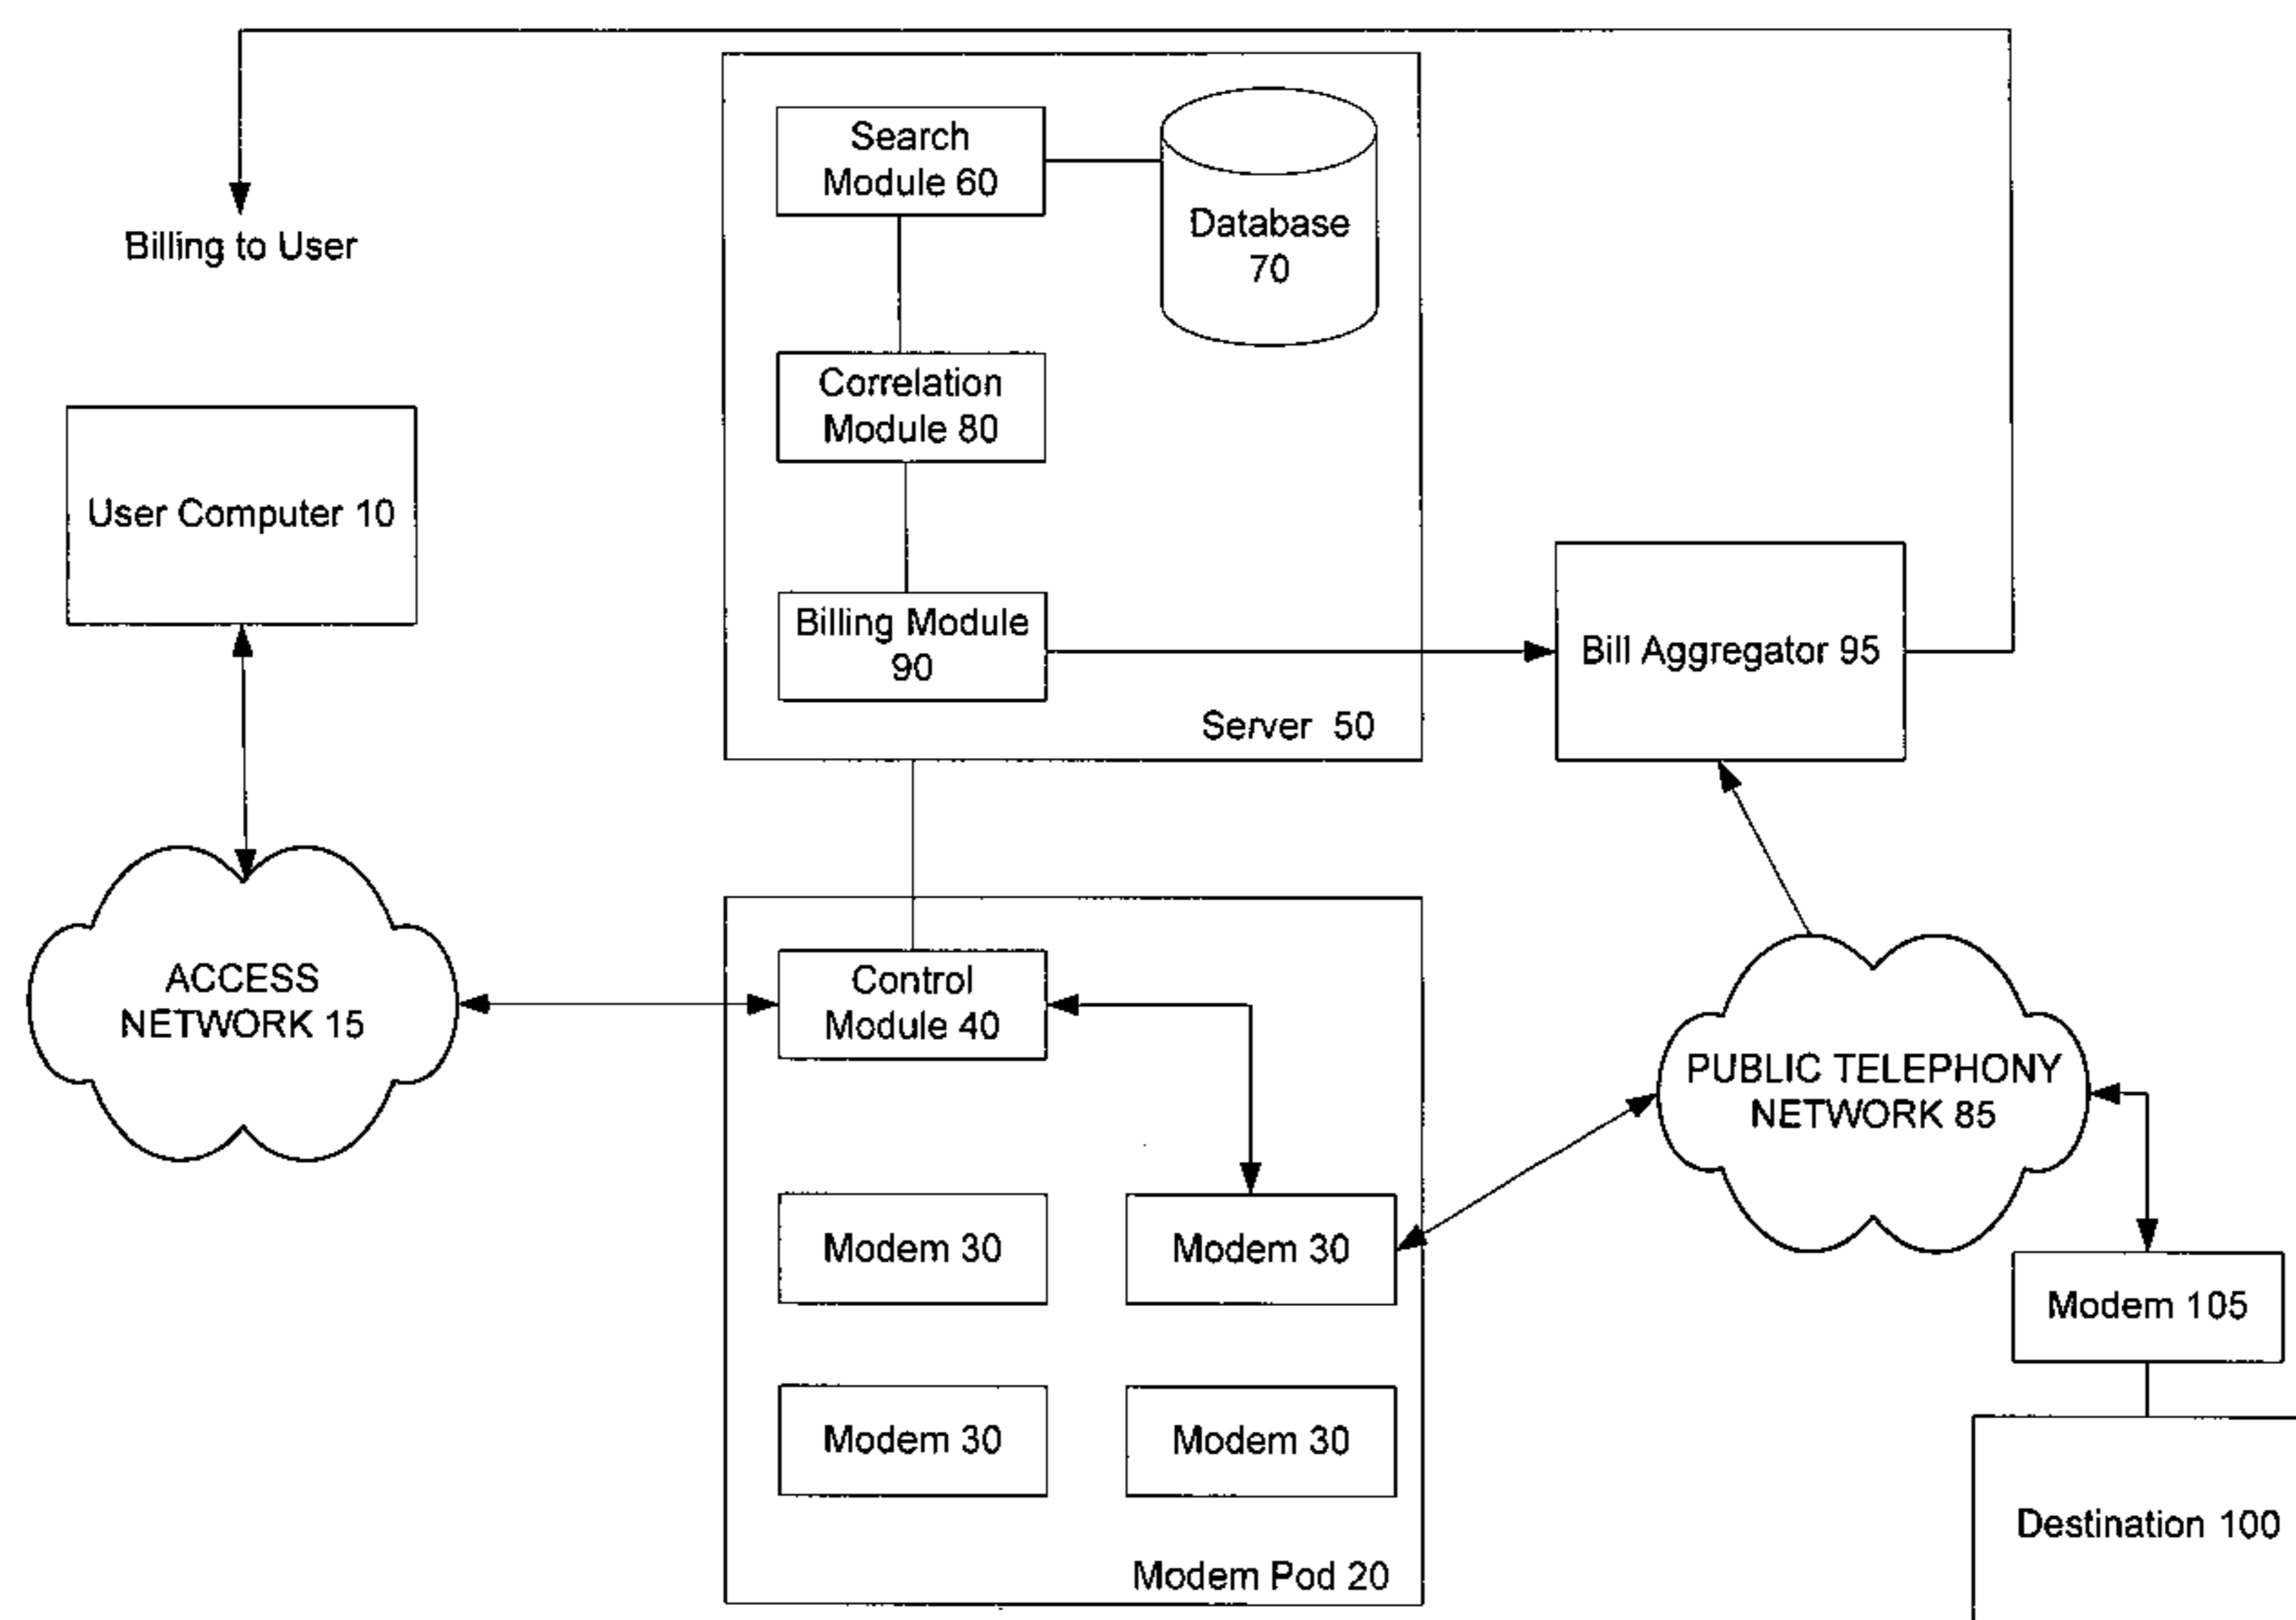 Search
Module 60
Database
70
Billing to User
Correlation
Module 80
User Computer 10
Billing Module
90
Bill Aggregator 95
Server 50
ACCESS
NETWORK 15
Control
Module 40
PUBLIC TELEPHONY
NETWORK 85
Modem 30
Modem 30
Modem 105
Modem 30
Modem 30
Destination 100
Modem Pod 20